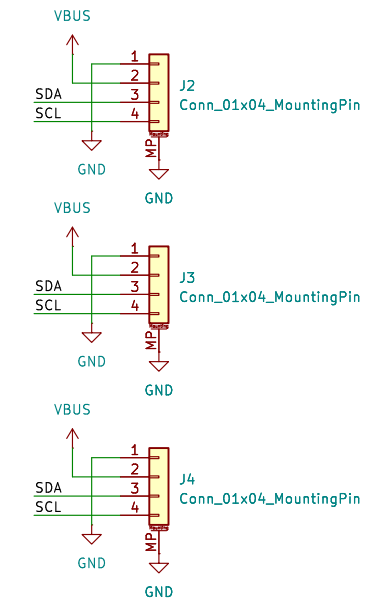 VBUS
1
2
SDA 3
SCL 4
J2
Conn_01x04_MountingPin
MP
GND
GND
VBUS
1
2
SDA 3
SCL 4
J3
Conn_01x04_MountingPin
MP
GND
GND
VBUS
1
2
SDA 3
SCL 4
J4
Conn_01x04_MountingPin
MP
GND
GND